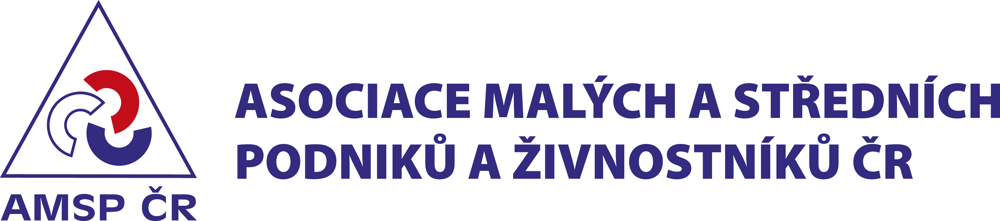 ASOCIACE MALÝCH A STŘEDNÍCH
PODNIKŮ A ŽIVNOSTNÍKŮ ČR
AMSP ČR